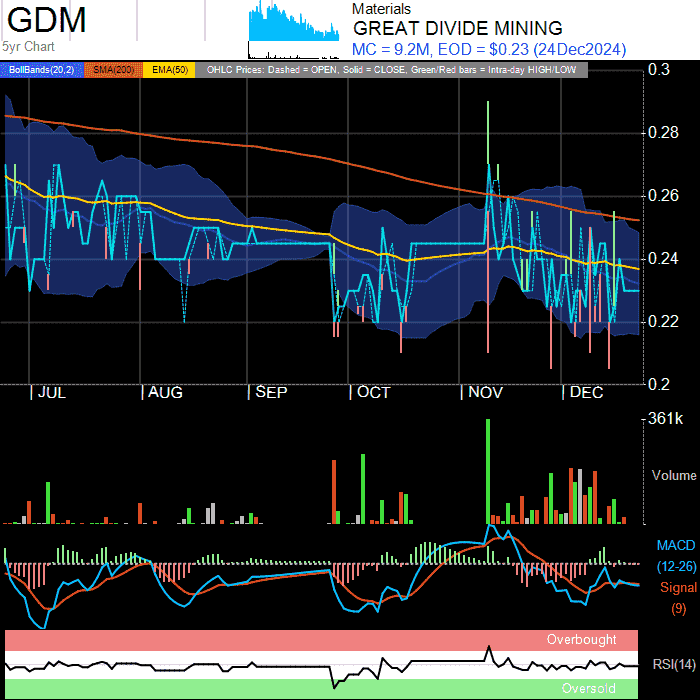 GDM
5yr Chart
Materials
GREAT DIVIDE MINING
MC = 9.2M, EOD = $0.23 (24Dec2024)
BollBands(20,2) SMA(200) EMA(50) OHLC Prices: Dashed = OPEN, Solid = CLOSE, Green/Red bars = Intra-day HIGH/LOW
0.3
0.28
0.26
0.24
0.22
0.2
JUL AUG SEP OCT NOV DEC
361k
Volume
MACD
(12-26)
Signal
(9)
Overbought
RSI(14)
Oversold